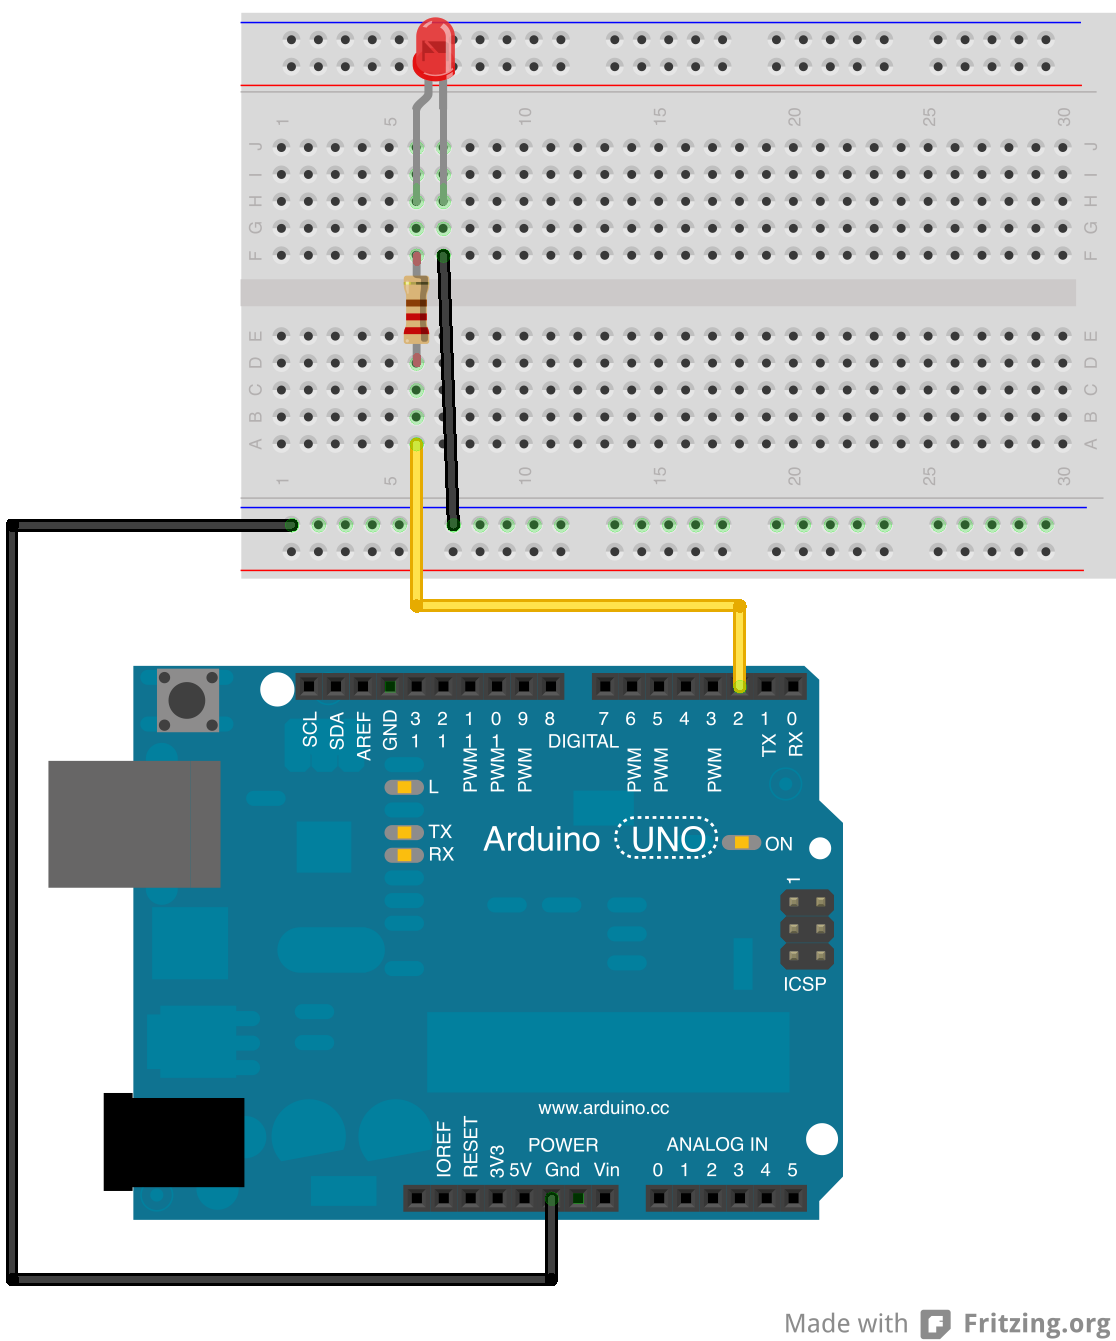 1 5 10 15 20 25 30
J J
I I
H H
G G
F F
E E
D D
C C
B B
A A
1 5 10 15 20 25 30
SCL SDA AREF GND 13 12 11 10 9 8 7 6 5 4 3 2 1 0
PWM PWM PWM PWM PWM PWM TX RX
DIGITAL
L
TX
RX
Arduino UNO
ON
1
ICSP
www.arduino.cc
POWER ANALOG IN
IOREF RESET 3V3 5V Gnd Vin 0 1 2 3 4 5
Made with Fritzing.org